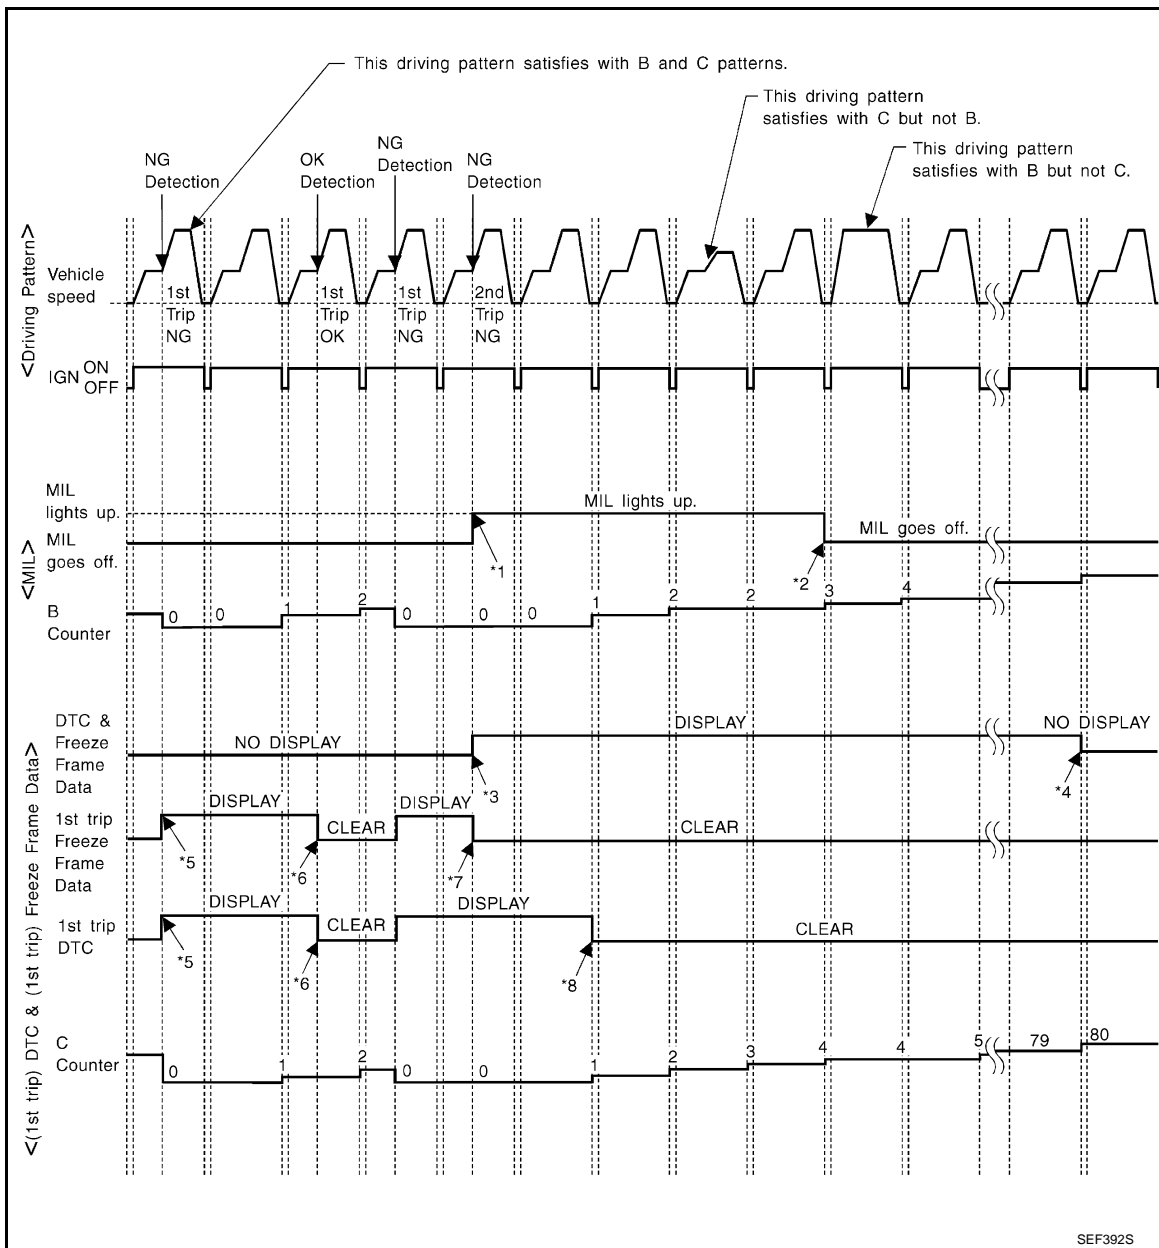 This driving pattern satisfies with B and C patterns.
This driving pattern
satisfies with C but not B.
This driving pattern
satisfies with B but not C.
NG
Detection
OK
Detection
NG
Detection
NG
Detection
<Driving Pattern>
Vehicle
speed
1st
Trip
NG
1st
Trip
OK
1st
Trip
NG
2nd
Trip
NG
IGN ON
OFF
<MIL>
MIL
lights up.
MIL lights up.
MIL
goes off.
MIL goes off.
*1
*2
B
Counter
0 0 1 2 0 0 0 1 2 2 3 4
<(1st trip) DTC & (1st trip) Freeze Frame Data>
DTC &
Freeze
Frame
Data
NO DISPLAY
DISPLAY
NO DISPLAY
*3
*4
1st trip
Freeze
Frame
Data
DISPLAY
CLEAR
DISPLAY
CLEAR
*5
*6
*7
1st trip
DTC
DISPLAY
CLEAR
DISPLAY
CLEAR
*5
*6
*8
C
Counter
0 1 2 0 0 1 2 3 4 4 5 79 80
SEF392S